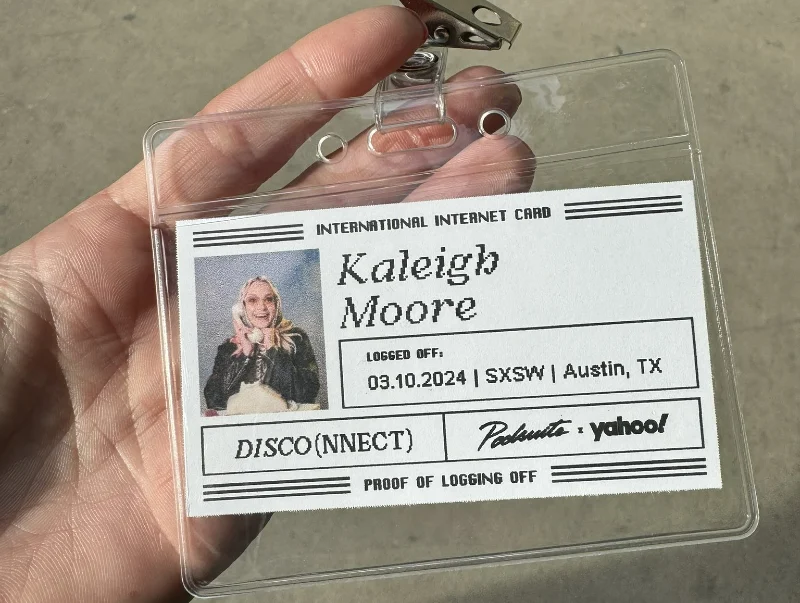 INTERNATIONAL INTERNET CARD
Kaleigh
Moore
LOGGED OFF:
03.10.2024 | SXSW | Austin, TX
DISCO(NNECT)
Poolsuite x yahoo!
PROOF OF LOGGING OFF